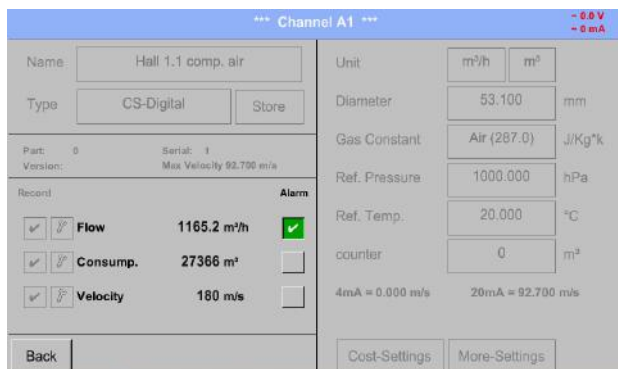 *** Channel A1 ***
~ 0.0 V
~ 0 mA
Name
Hall 1.1 comp. air
Type
CS-Digital
Store
Part: 0
Serial: 1
Version:
Max Velocity 92.700 m/s
Record
Alarm
Flow 1165.2 m³/h
Consump. 27366 m³
Velocity 180 m/s
Back
Unit m³/h m³
Diameter 53.100 mm
Gas Constant Air (287.0) J/Kg*k
Ref. Pressure 1000.000 hPa
Ref. Temp. 20.000 °C
counter 0 m³
4mA = 0.000 m/s 20mA = 92.700 m/s
Cost-Settings More-Settings